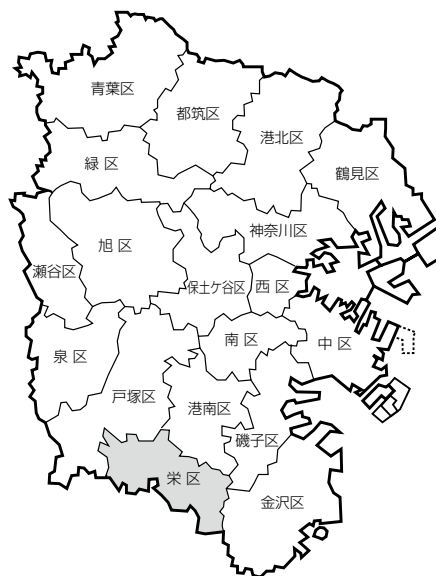 青葉区
都筑区
港北区
緑 区
鶴見区
神奈川区
旭 区
瀬谷区
保土ケ谷区
西 区
南 区
中 区
泉 区
戸塚区
港南区
磯子区
栄 区
金沢区